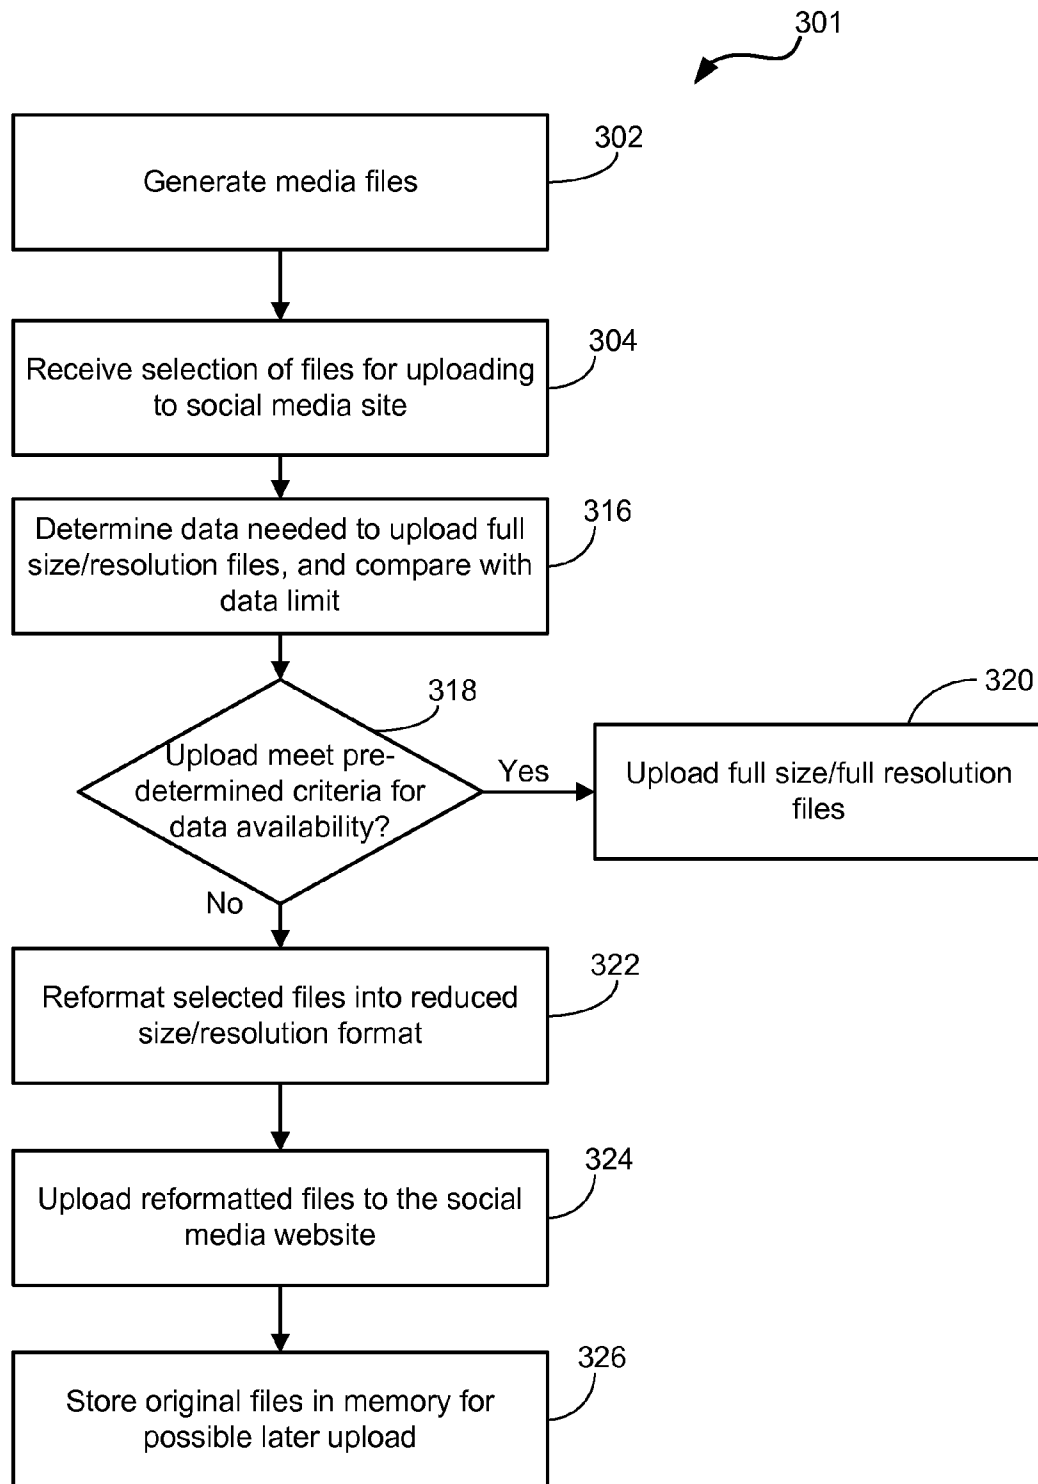 301
302
Generate media files
304
Receive selection of files for uploading
to social media site
316
Determine data needed to upload full
size/resolution files, and compare with
data limit
318
Upload meet pre-
determined criteria for
data availability?
Yes
320
Upload full size/full resolution
files
No
322
Reformat selected files into reduced
size/resolution format
324
Upload reformatted files to the social
media website
326
Store original files in memory for
possible later upload